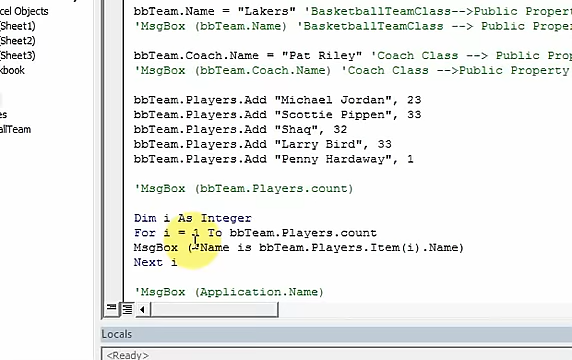 cel Objects
(Sheet1)
(Sheet2)
(Sheet3)
kbook
s
allTeam
bbTeam.Name = "Lakers" 'BasketballTeamClass-->Public Propert
'MsgBox (bbTeam.Name) 'BasketballTeamClass-->Public Proper
bbTeam.Coach.Name = "Pat Riley" 'Coach Class --> Public Prope
'MsgBox (bbTeam.Coach.Name) 'Coach Class -->Public Property
bbTeam.Players.Add "Michael Jordan", 23
bbTeam.Players.Add "Scottie Pippen", 33
bbTeam.Players.Add "Shaq", 32
bbTeam.Players.Add "Larry Bird", 33
bbTeam.Players.Add "Penny Hardaway", 1
'MsgBox (bbTeam.Players.count)
Dim i As Integer
For i = 1 To bbTeam.Players.count
MsgBox ( Name is bbTeam.Players.Item(i).Name)
Next i
'MsgBox (Application.Name)
Locals
<Ready>